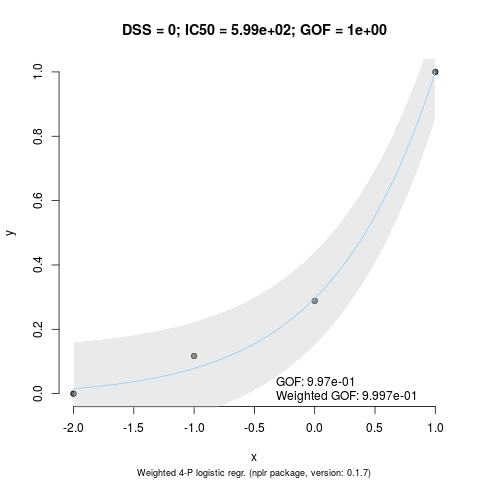 DSS = 0; IC50 = 5.99e+02; GOF = 1e+00
1.0
0.8
0.6
0.4
0.2
0.0
y
GOF: 9.97e-01
Weighted GOF: 9.997e-01
-2.0 -1.5 -1.0 -0.5 0.0 0.5 1.0
x
Weighted 4-P logistic regr. (nplr package, version: 0.1.7)